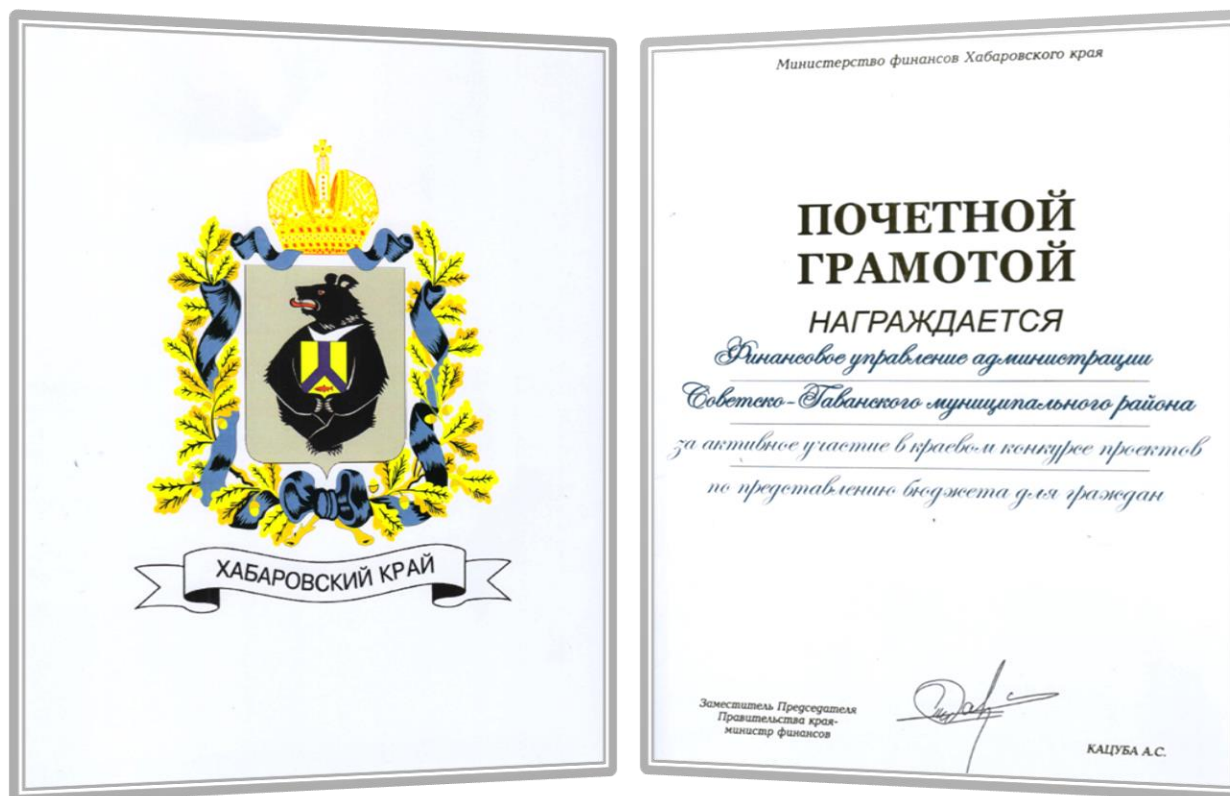 ХАБАРОВСКИЙ КРАЙ
Министерство финансов Хабаровского края
ПОЧЕТНОЙ
ГРАМОТОЙ
НАГРАЖДАЕТСЯ
Финансовое управление администрации
Советско-Гаванского муниципального района
за активное участие в краевом конкурсе проектов
по представлению бюджета для граждан
Заместитель Председателя
Правительства края-
министр финансов
КАЦУБА А.С.